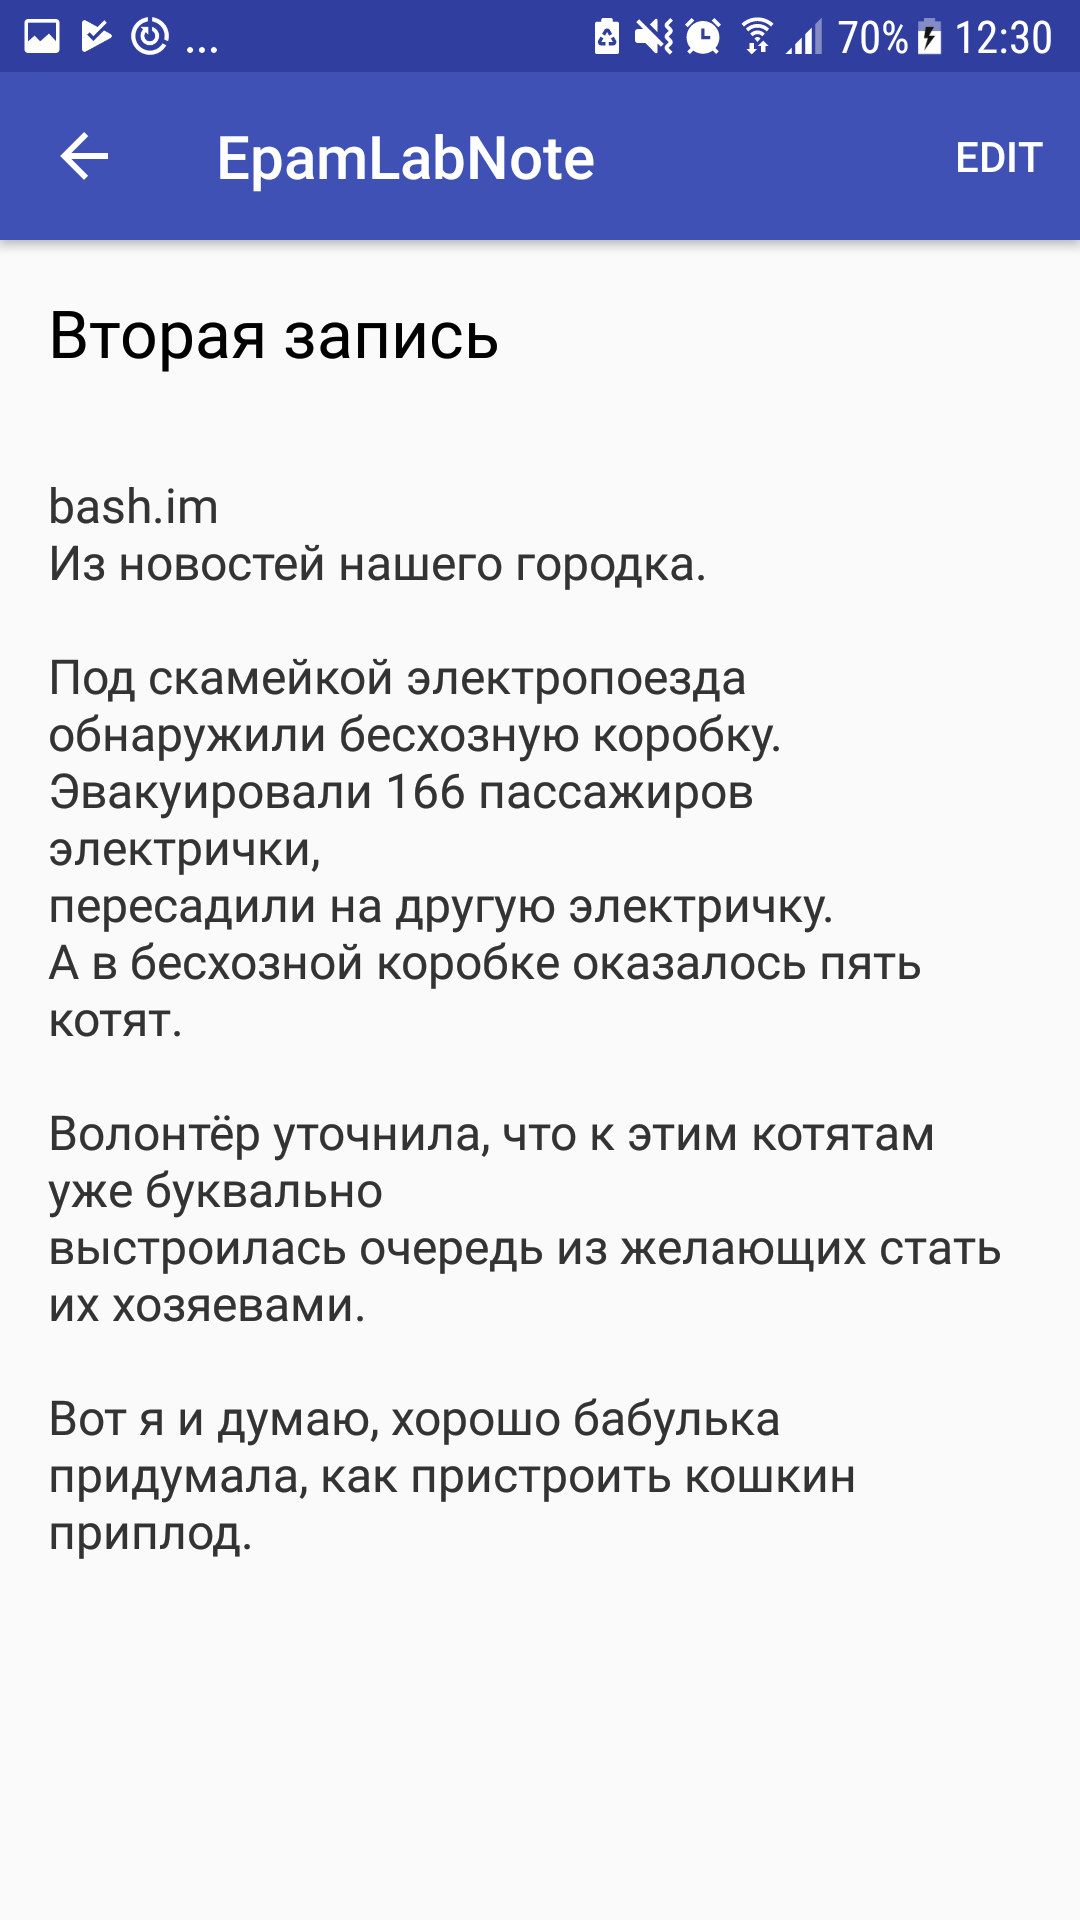 ... 70% 12:30
EpamLabNote EDIT
Вторая запись
bash.im
Из новостей нашего городка.
Под скамейкой электропоезда
обнаружили бесхозную коробку.
Эвакуировали 166 пассажиров
электрички,
пересадили на другую электричку.
А в бесхозной коробке оказалось пять
котят.
Волонтёр уточнила, что к этим котятам
уже буквально
выстроилась очередь из желающих стать
их хозяевами.
Вот я и думаю, хорошо бабулька
придумала, как пристроить кошкин
приплод.